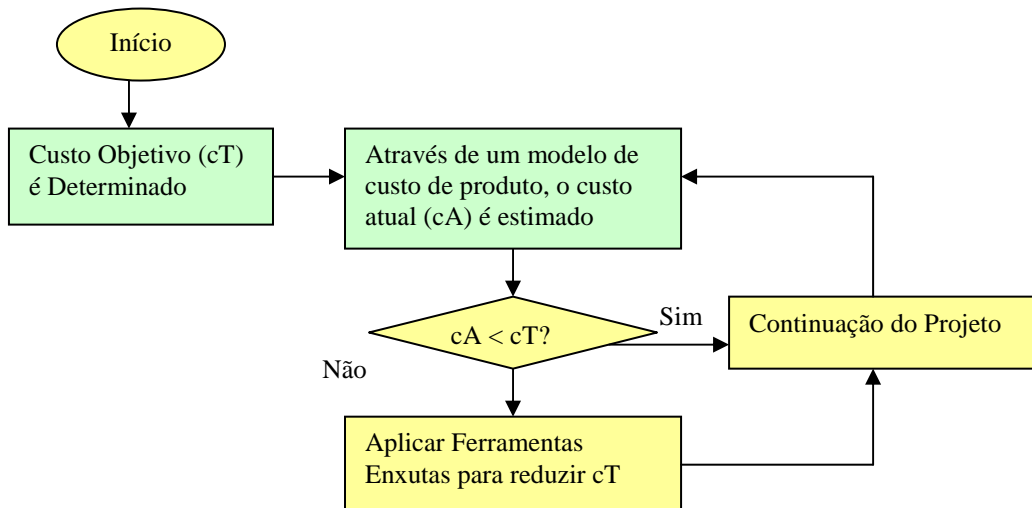 Início
Custo Objetivo (cT)
é Determinado
Através de um modelo de
custo de produto, o custo
atual (cA) é estimado
cA < cT?
Sim
Continuação do Projeto
Não
Aplicar Ferramentas
Enxutas para reduzir cT